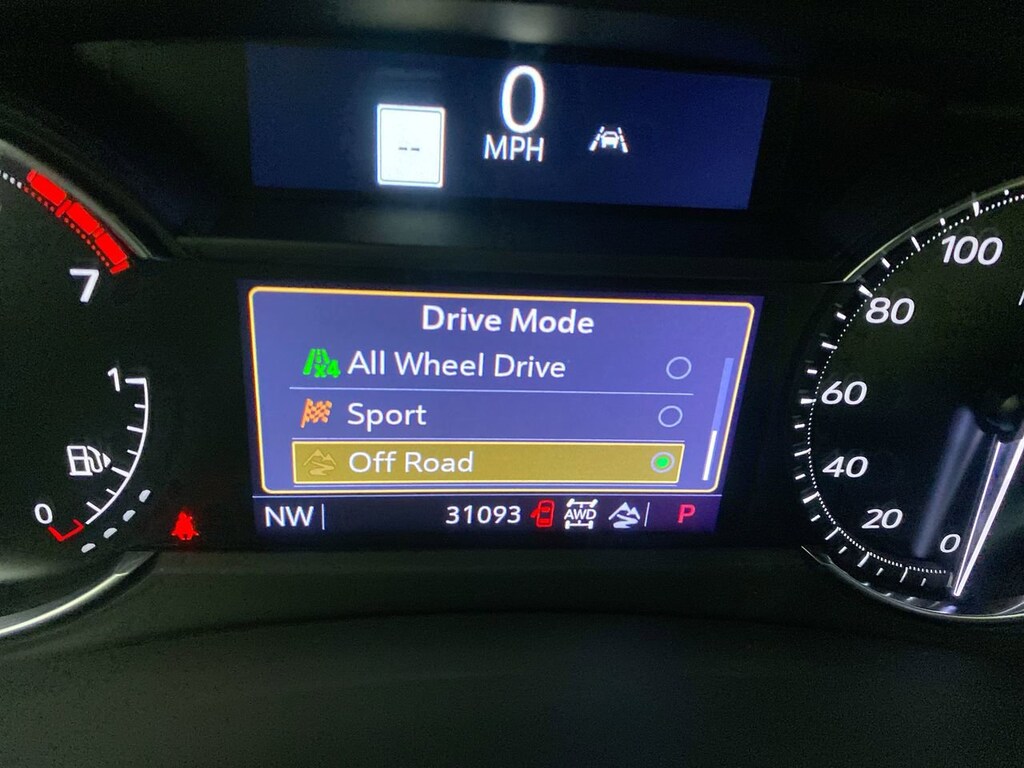 0
MPH
--
7
1
0
Drive Mode
x4 All Wheel Drive
Sport
Off Road
NW 31093 AWD P
100
80
60
40
20
0